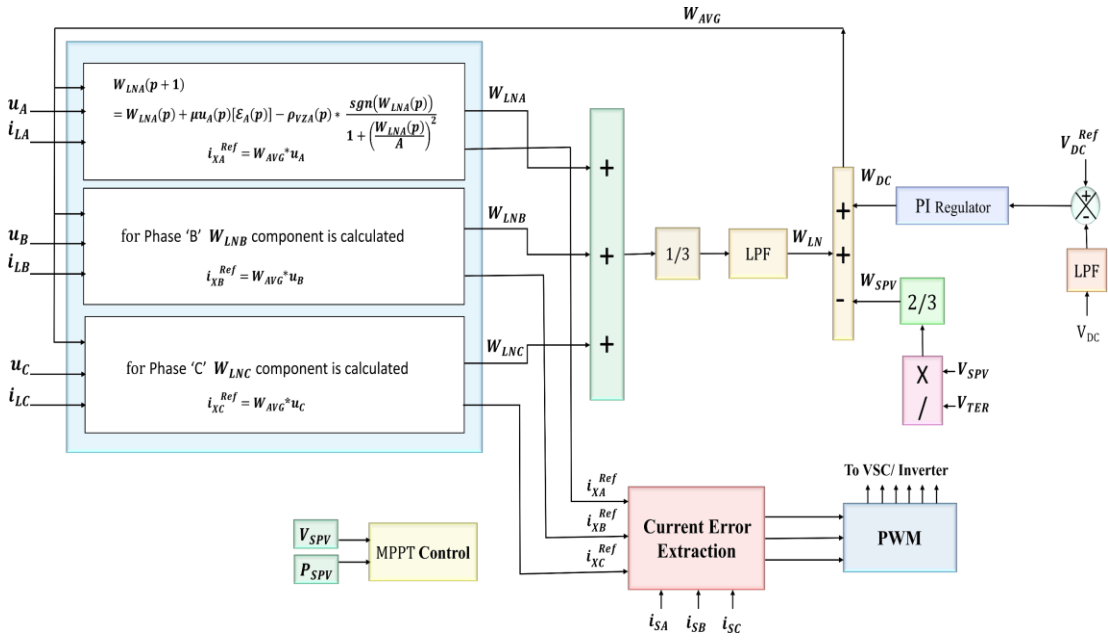 W_AVG
W_LNA(p + 1)
= W_LNA(p) + μu_A(p)[Ɛ_A(p)] − ρ_VZA(p) * sgn(W_LNA(p)) / 1 + (W_LNA(p)/A)^2
i_XA^Ref = W_AVG*u_A
u_A
i_LA
W_LNA
for Phase 'B' W_LNB component is calculated
i_XB^Ref = W_AVG*u_B
u_B
i_LB
W_LNB
for Phase 'C' W_LNC component is calculated
i_XC^Ref = W_AVG*u_C
u_C
i_LC
W_LNC
+
+
+
1/3
LPF
W_LN
W_DC
+
+
-
W_SPV
PI Regulator
V_DC^Ref
+
-
LPF
V_DC
2/3
X
/
V_SPV
V_TER
To VSC/ Inverter
i_XA^Ref
i_XB^Ref
i_XC^Ref
Current Error
Extraction
PWM
i_SA
i_SB
i_SC
V_SPV
P_SPV
MPPT Control